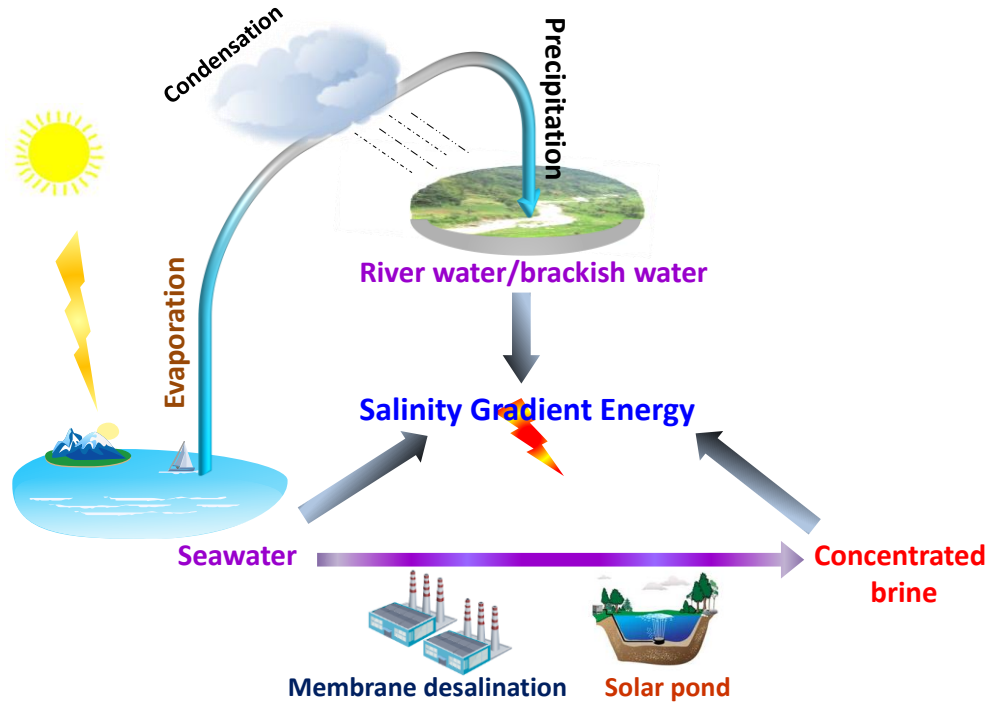 Condensation
Precipitation
Evaporation
River water/brackish water
Salinity Gradient Energy
Seawater
Concentrated
brine
Membrane desalination
Solar pond